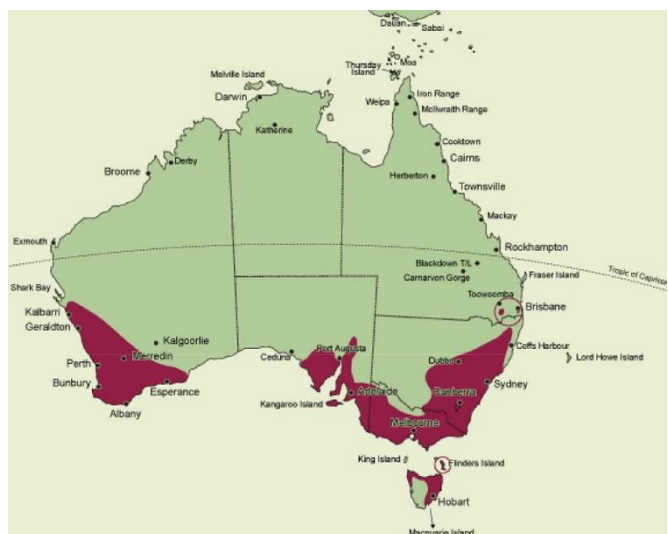 Dauan
Sabai
Moa
Thursday
Island
Melville Island
Darwin
Iron Range
Weipa
McIlwraith Range
Katherine
Cooktown
Cairns
Derby
Broome
Herberton
Townsville
Mackay
Exmouth
Rockhampton
Blackdown T/L
Carnarvon Gorge
Tropic of Capricor
Fraser Island
Shark Bay
Toowoomba
Brisbane
Kalbarri
Geraldton
Kalgoorlie
Port Augusta
Coffs Harbour
Ceduna
Dubbo
Lord Howe Island
Merredin
Perth
Bunbury
Esperance
Adelaide
Canberra
Sydney
Kangaroo Island
Albany
Melbourne
King Island
Flinders Island
Hobart
Macquarie Island